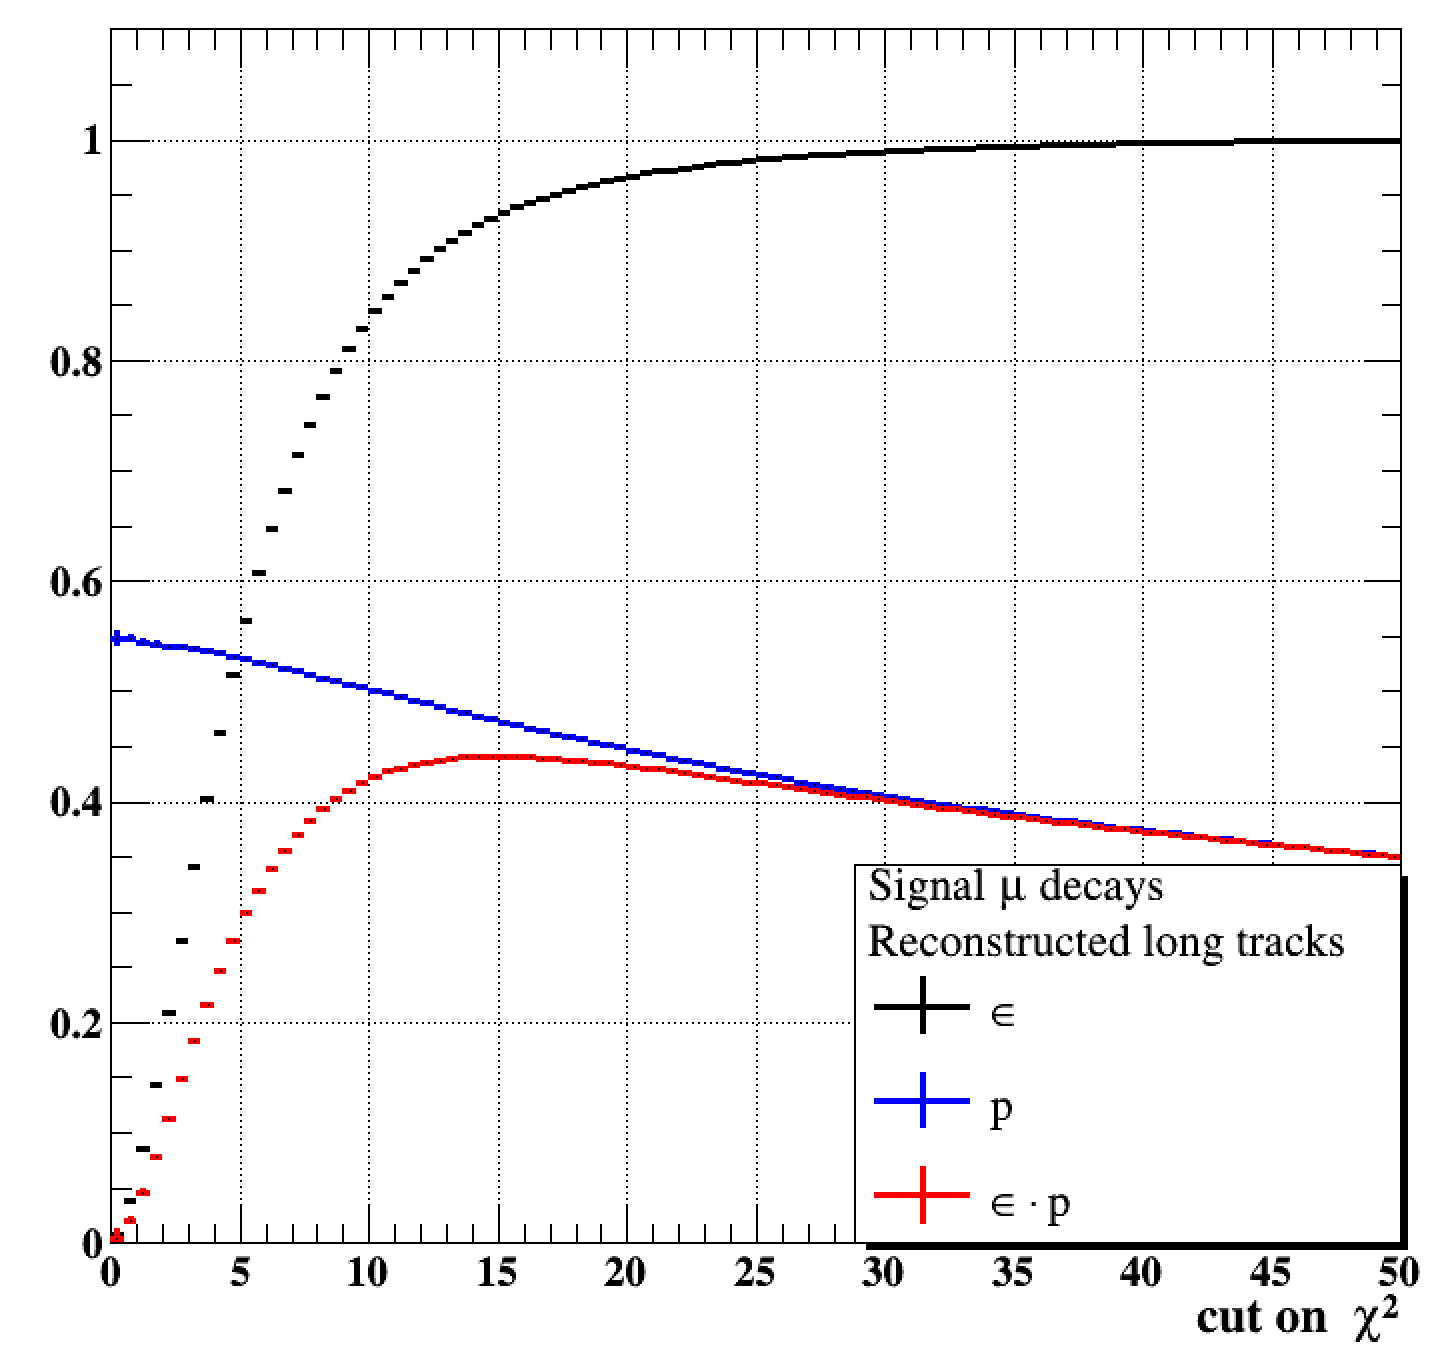 1
0.8
0.6
0.4
0.2
0
Signal μ decays
Reconstructed long tracks
∈
p
∈ · p
0 5 10 15 20 25 30 35 40 45 50
cut on χ²